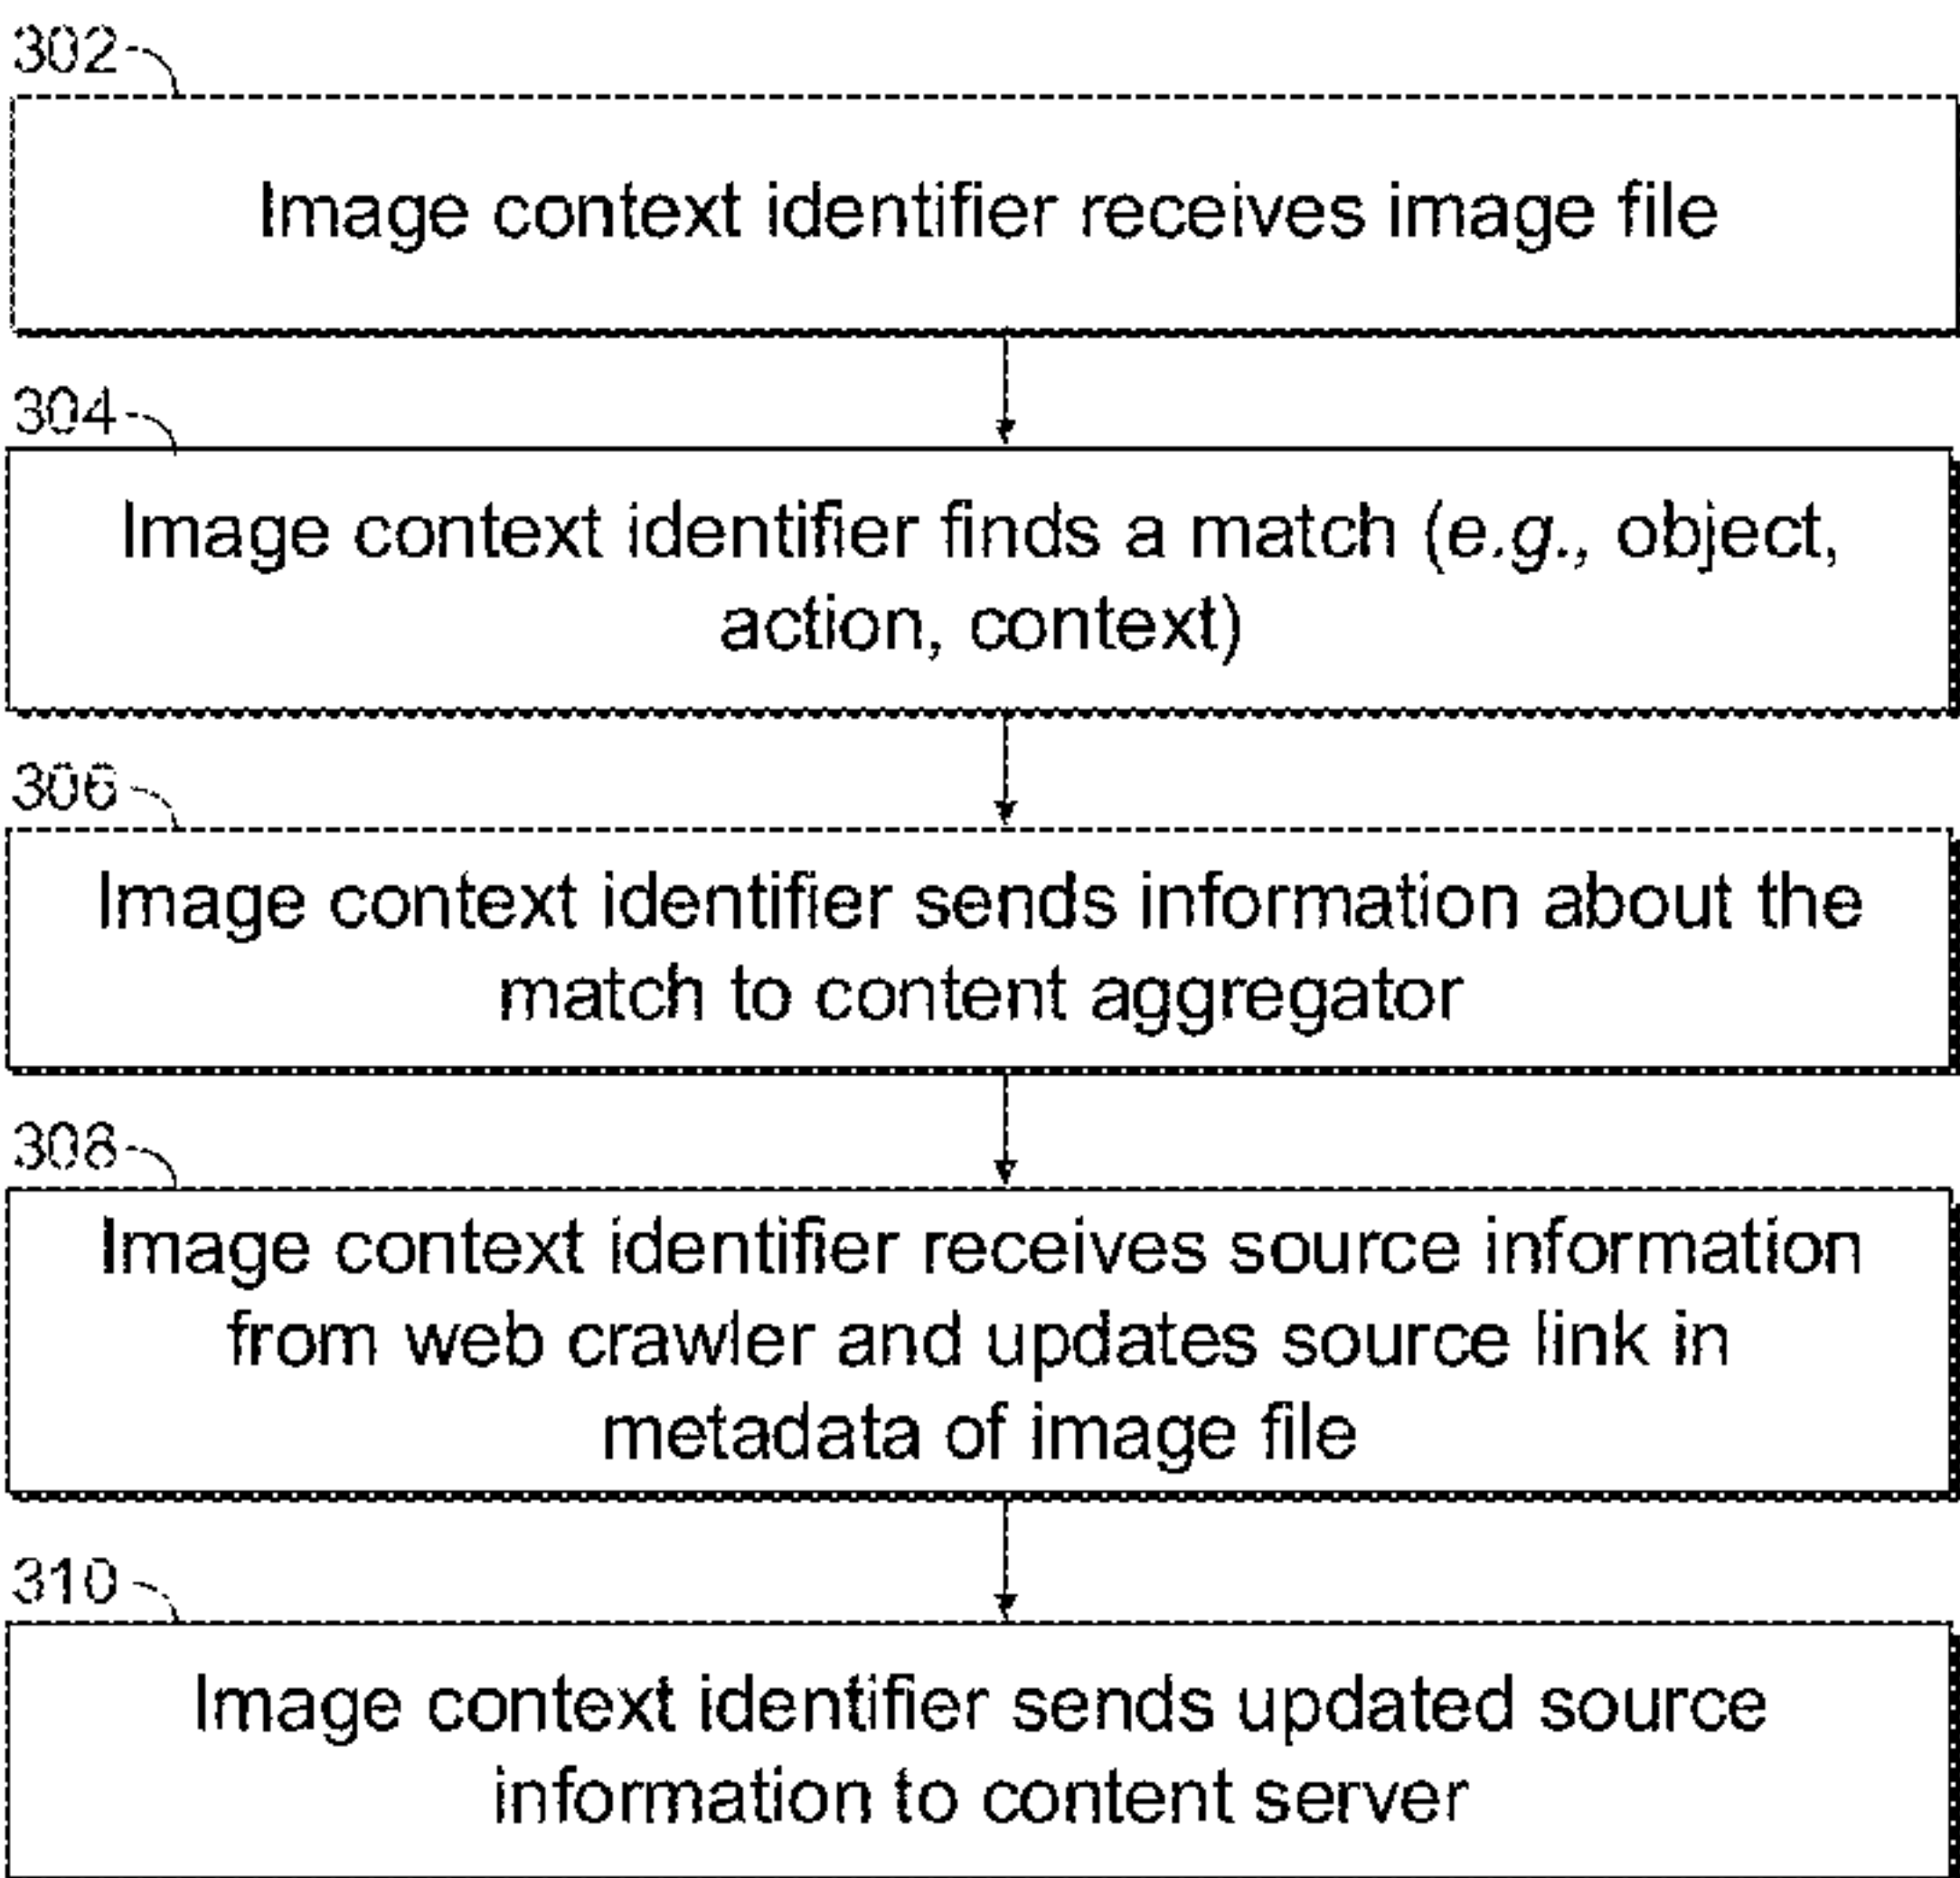 302
Image context identifier receives image file
304
Image context identifier finds a match (e.g., object,
action, context)
306
Image context identifier sends information about the
match to content aggregator
308
Image context identifier receives source information
from web crawler and updates source link in
metadata of image file
310
Image context identifier sends updated source
information to content server